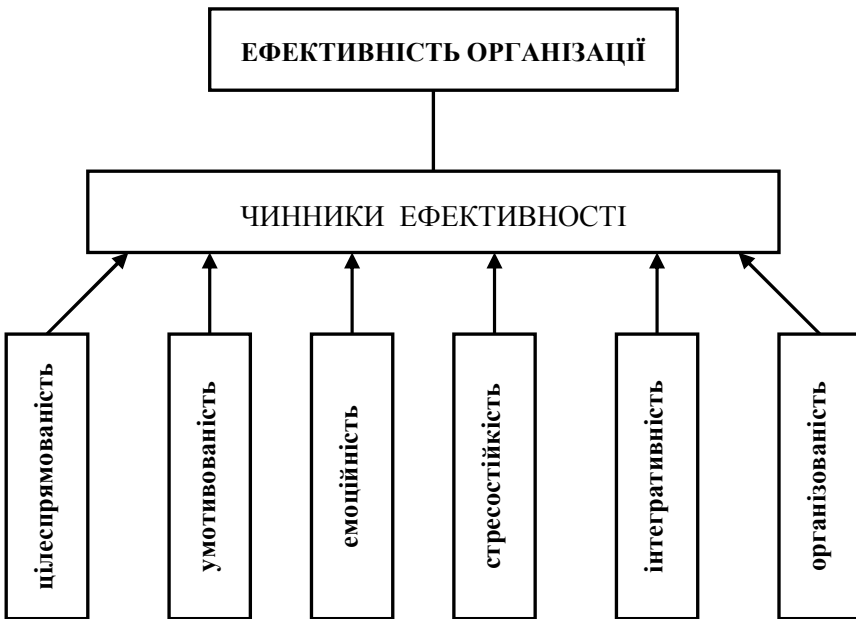 ЕФЕКТИВНІСТЬ ОРГАНІЗАЦІЇ
ЧИННИКИ ЕФЕКТИВНОСТІ
цілеспрямованість
умотивованість
емоційність
стресостійкість
інтегративність
організованість